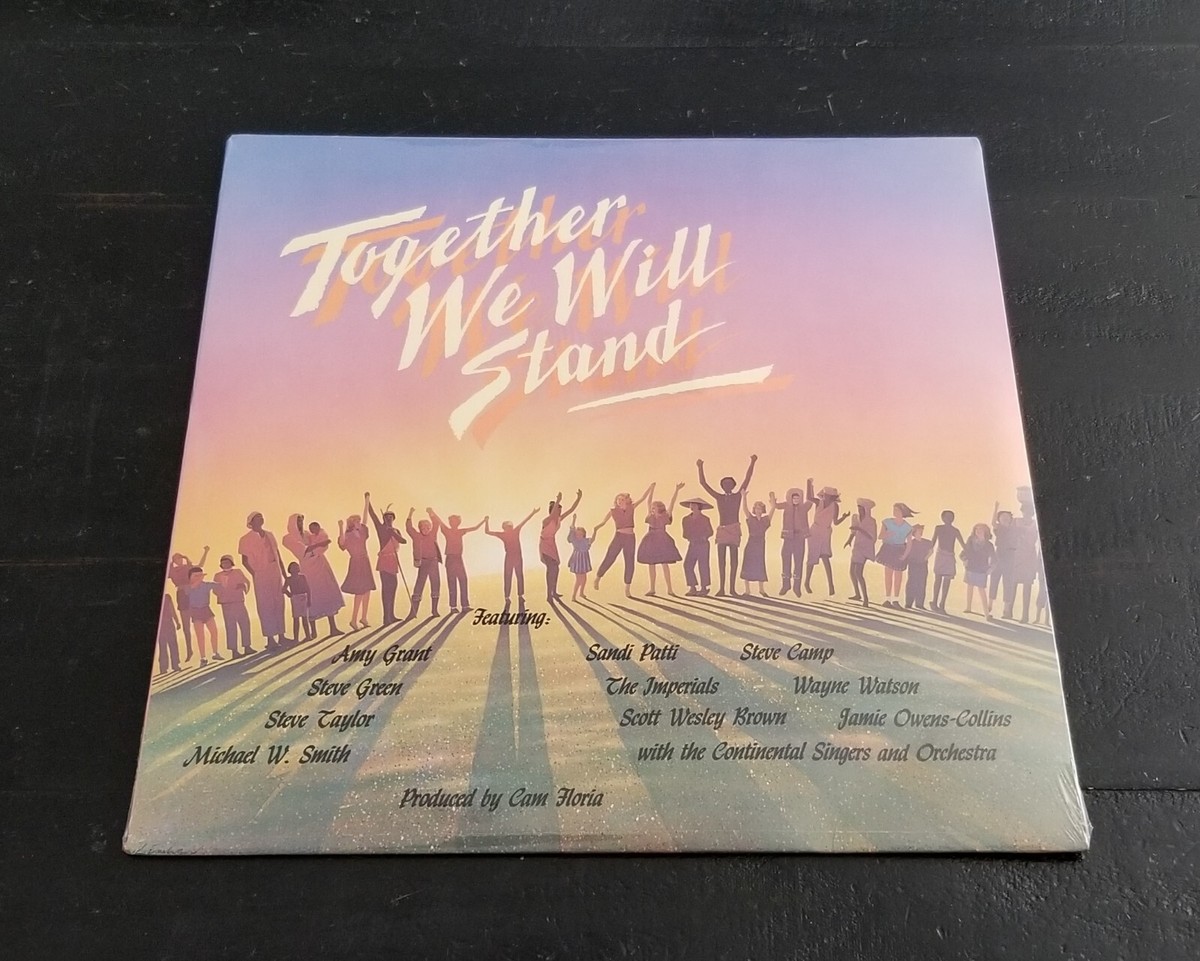 Together
We Will
Stand
Featuring:
Amy Grant Sandi Patti Steve Camp
Steve Green The Imperials Wayne Watson
Steve Taylor Scott Wesley Brown Jamie Owens-Collins
Michael W. Smith with the Continental Singers and Orchestra
Produced by Cam Floria